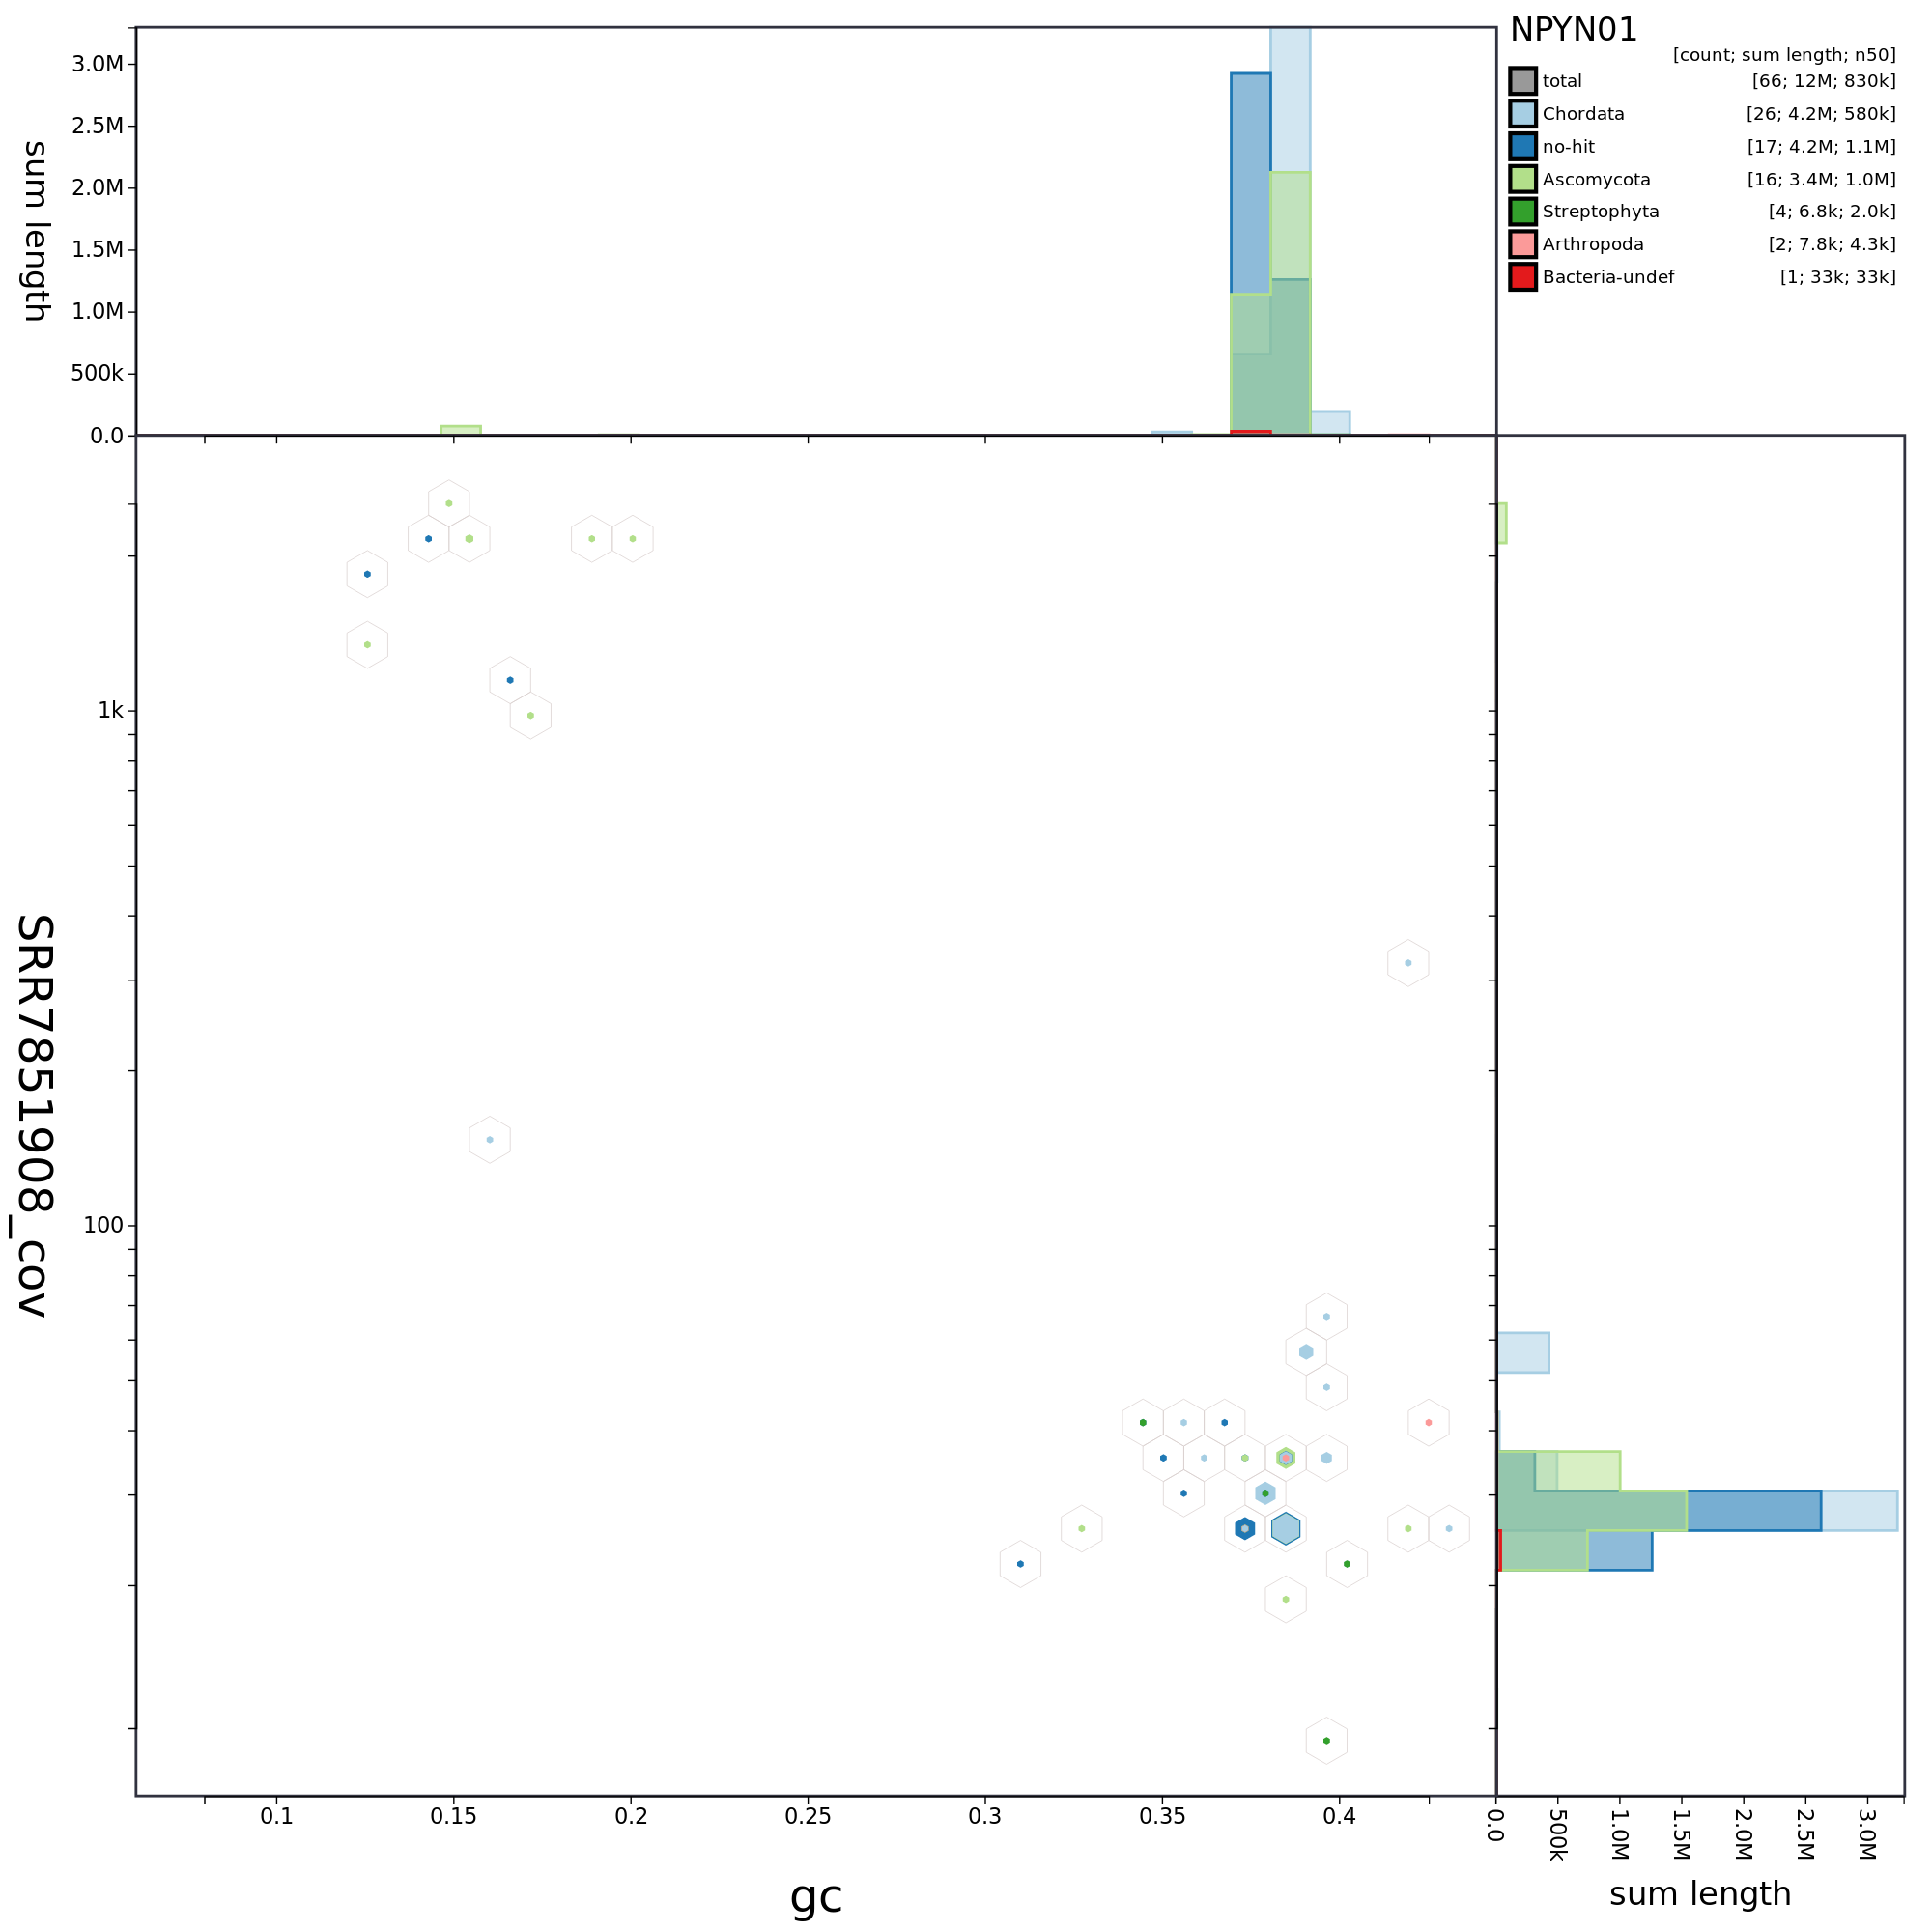 NPYN01
[count; sum length; n50]
total [66; 12M; 830k]
Chordata [26; 4.2M; 580k]
no-hit [17; 4.2M; 1.1M]
Ascomycota [16; 3.4M; 1.0M]
Streptophyta [4; 6.8k; 2.0k]
Arthropoda [2; 7.8k; 4.3k]
Bacteria-undef [1; 33k; 33k]
sum length
3.0M
2.5M
2.0M
1.5M
1.0M
500k
0.0
SRR7851908_cov
1k
100
0.1 0.15 0.2 0.25 0.3 0.35 0.4
gc
0.0 500k 1.0M 1.5M 2.0M 2.5M 3.0M
sum length